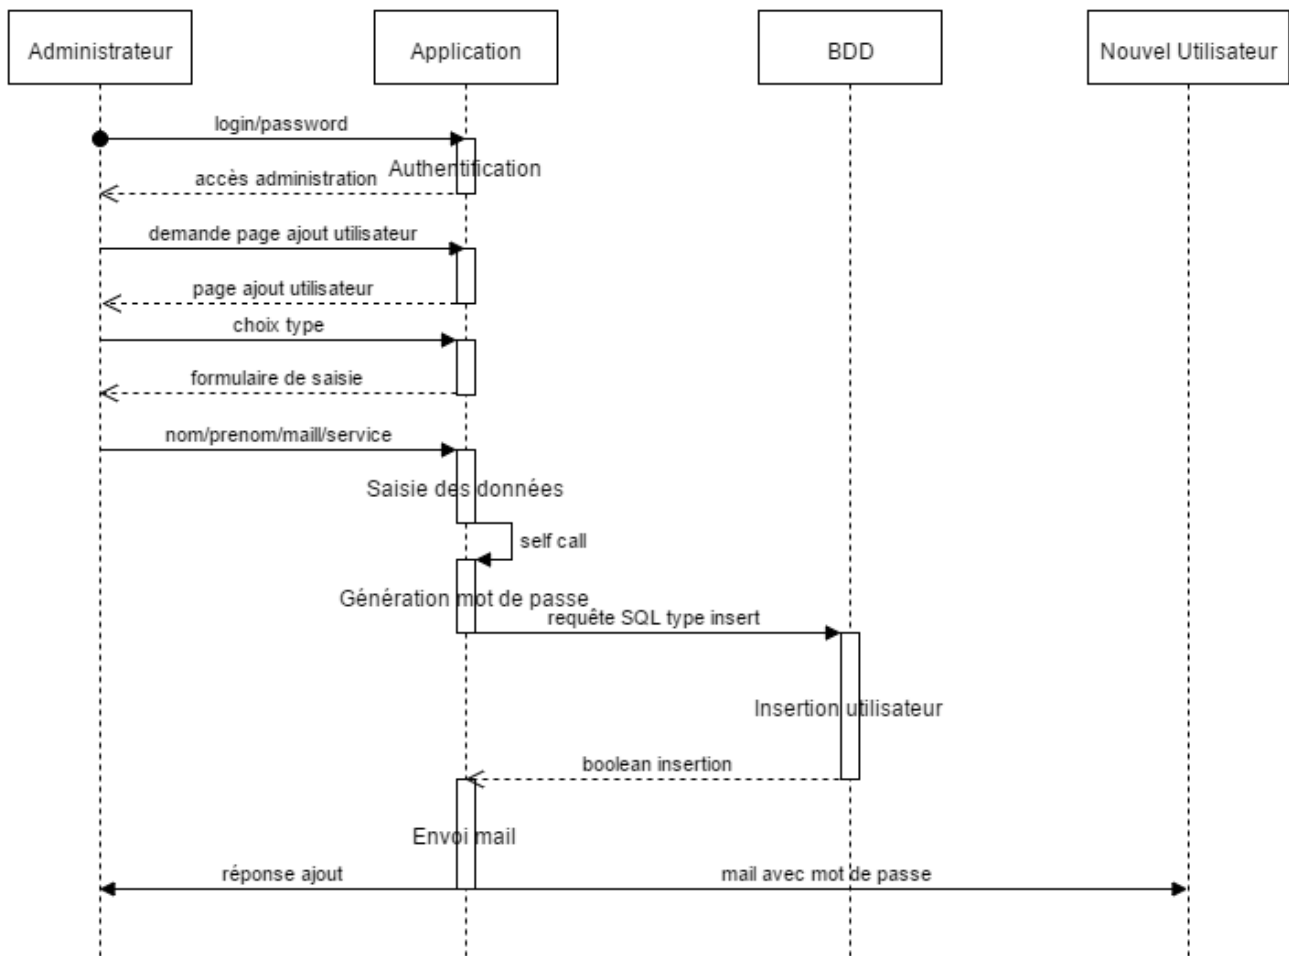 Administrateur
Application
BDD
Nouvel Utilisateur
login/password
Authentification
accès administration
demande page ajout utilisateur
page ajout utilisateur
choix type
formulaire de saisie
nom/prenom/maill/service
Saisie des données
self call
Génération mot de passe
requête SQL type insert
Insertion utilisateur
boolean insertion
Envoi mail
réponse ajout
mail avec mot de passe